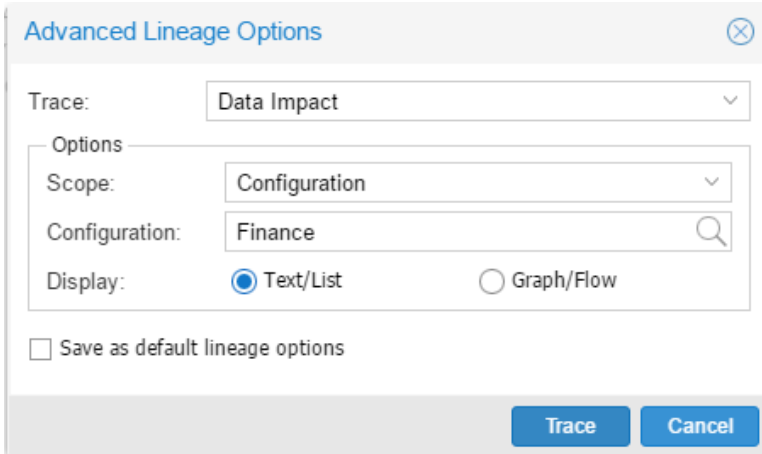 Advanced Lineage Options
Trace: Data Impact
Options
Scope: Configuration
Configuration: Finance
Display: Text/List Graph/Flow
Save as default lineage options
Trace Cancel